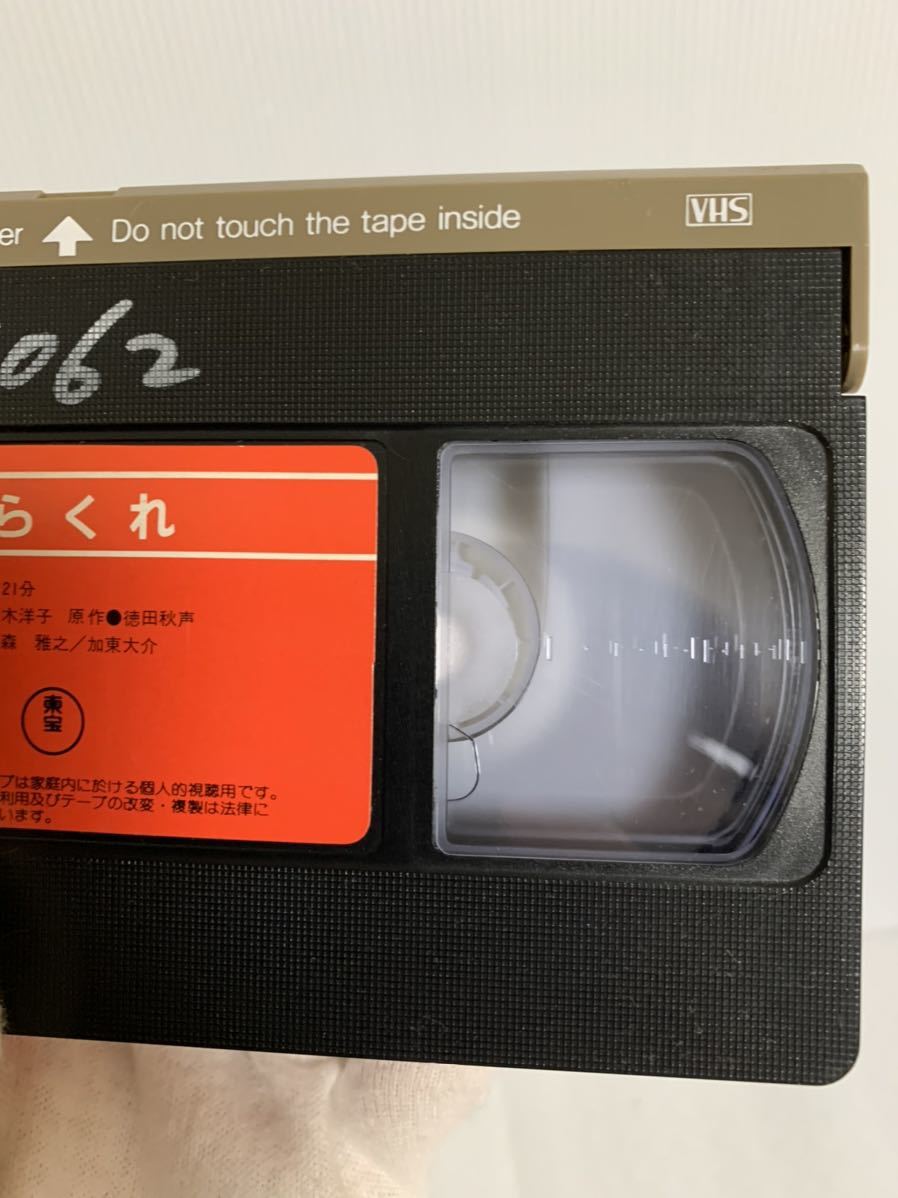 er ⬆ Do not touch the tape inside VHS
062
らくれ
21分
木洋子 原作●徳田秋声
森 雅之／加東大介
東宝
プは家庭内に於ける個人的視聴用です。
利用及びテープの改変・複製は法律に
います。